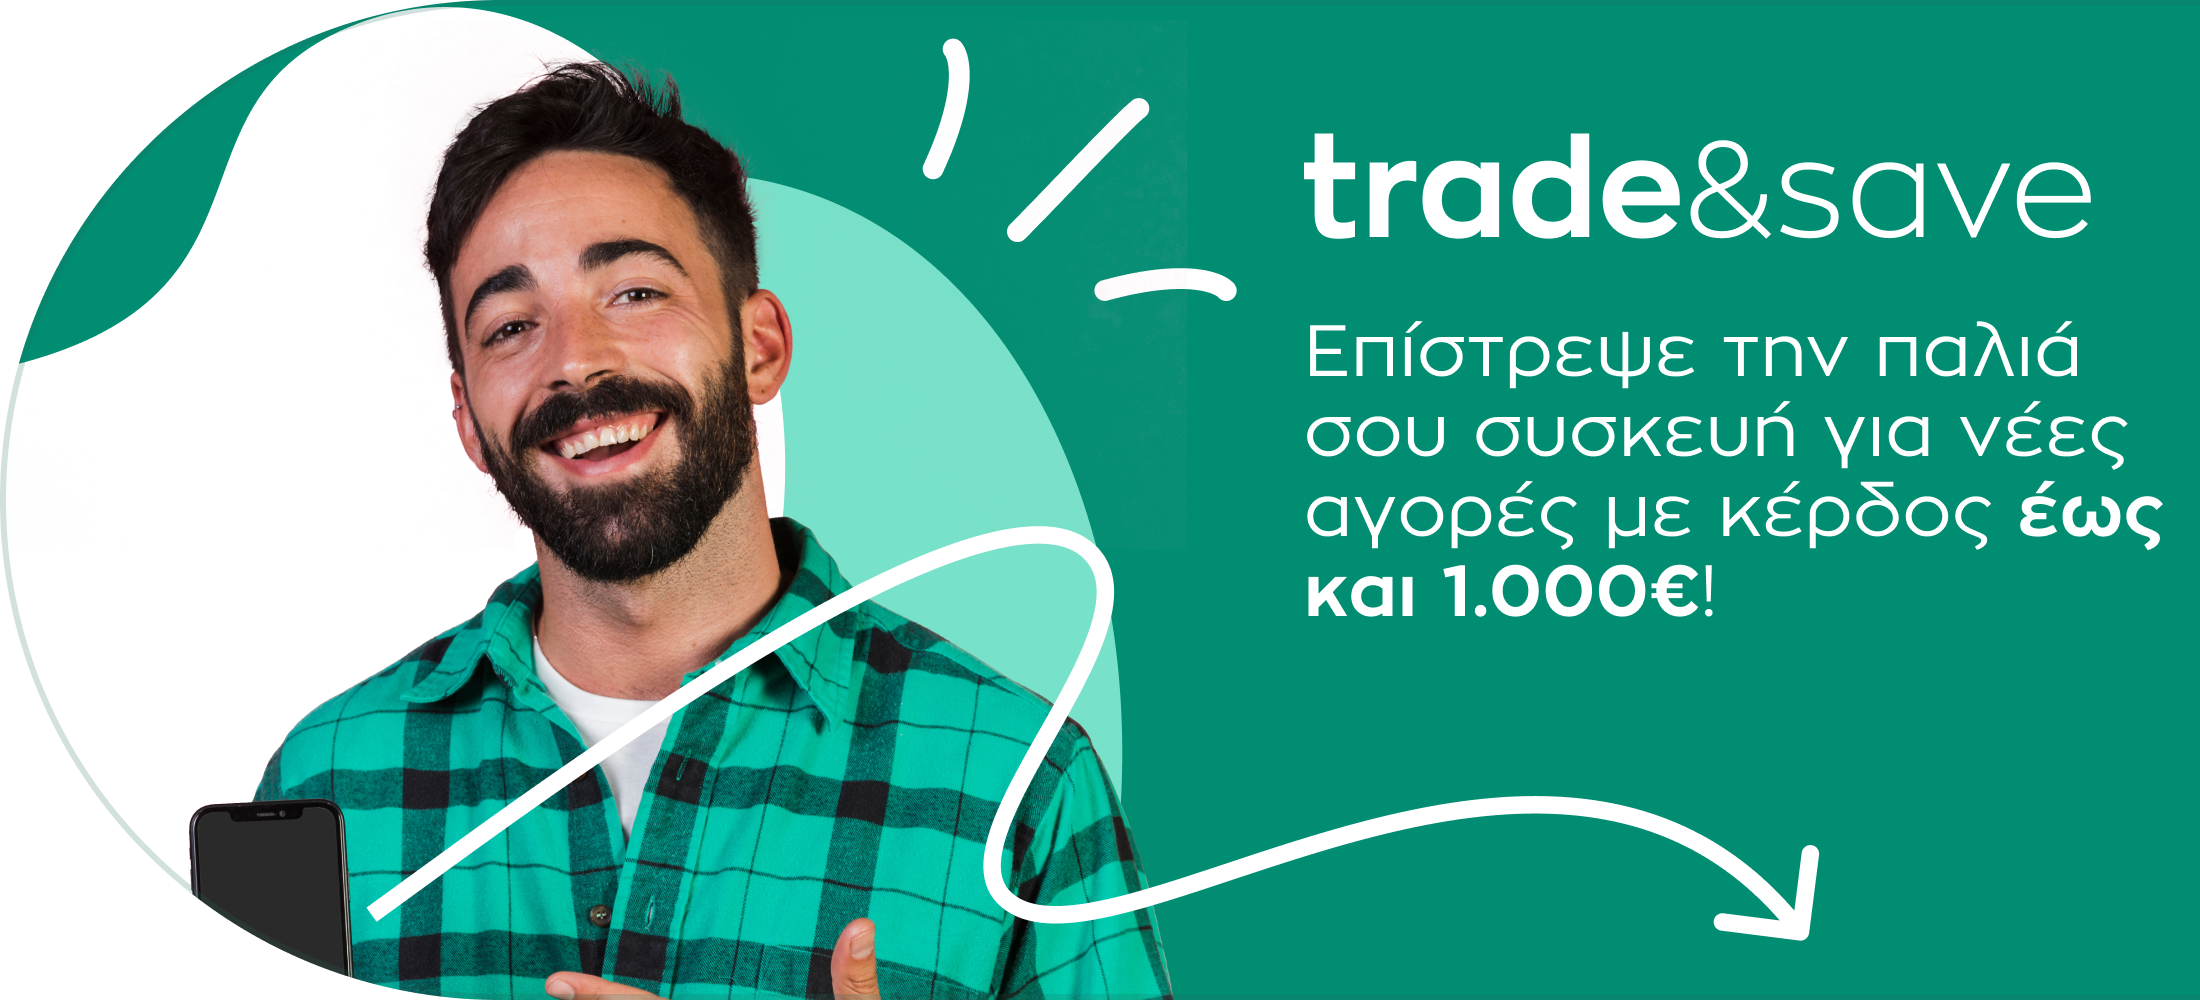 trade&save
Επίστρεψε την παλιά
σου συσκευή για νέες
αγορές με κέρδος έως
και 1.000€!